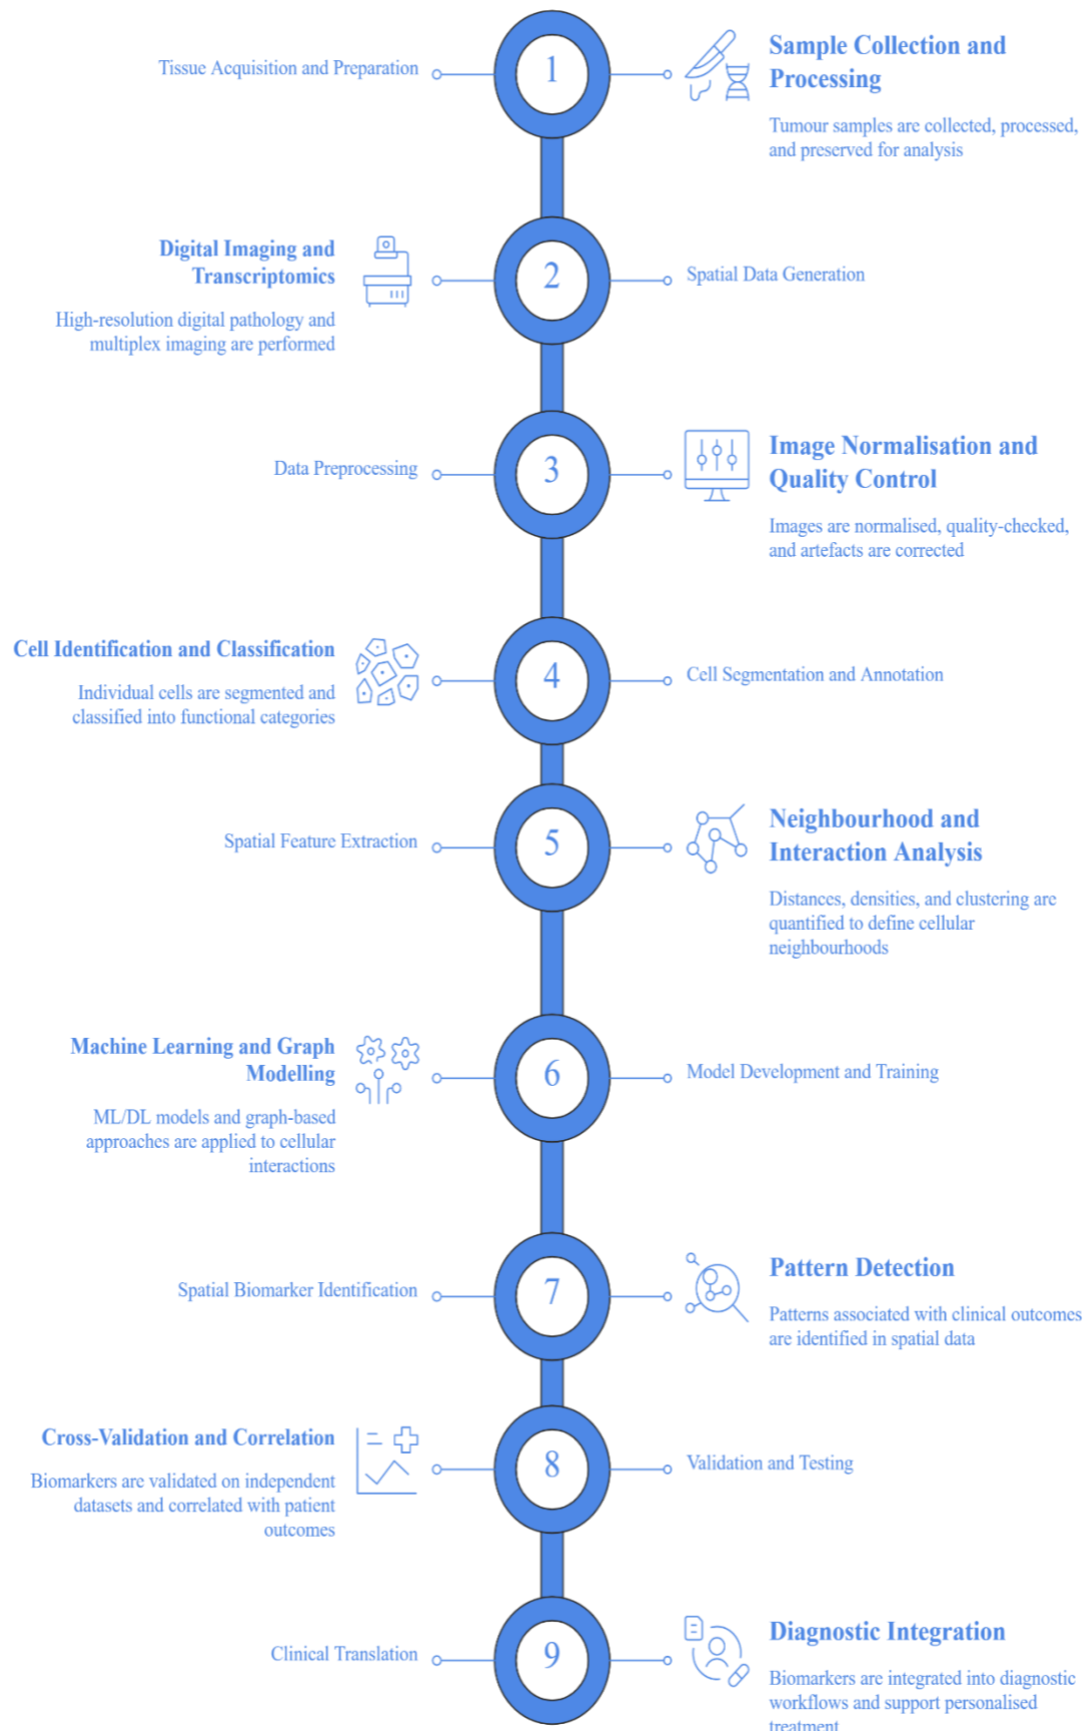 Tissue Acquisition and Preparation
1
Sample Collection and
Processing
Tumour samples are collected, processed,
and preserved for analysis
Digital Imaging and
Transcriptomics
High-resolution digital pathology and
multiplex imaging are performed
2
Spatial Data Generation
Data Preprocessing
3
Image Normalisation and
Quality Control
Images are normalised, quality-checked,
and artefacts are corrected
Cell Identification and Classification
Individual cells are segmented and
classified into functional categories
4
Cell Segmentation and Annotation
Spatial Feature Extraction
5
Neighbourhood and
Interaction Analysis
Distances, densities, and clustering are
quantified to define cellular
neighbourhoods
Machine Learning and Graph
Modelling
ML/DL models and graph-based
approaches are applied to cellular
interactions
6
Model Development and Training
Spatial Biomarker Identification
7
Pattern Detection
Patterns associated with clinical outcomes
are identified in spatial data
Cross-Validation and Correlation
Biomarkers are validated on independent
datasets and correlated with patient
outcomes
8
Validation and Testing
Clinical Translation
9
Diagnostic Integration
Biomarkers are integrated into diagnostic
workflows and support personalised
treatment